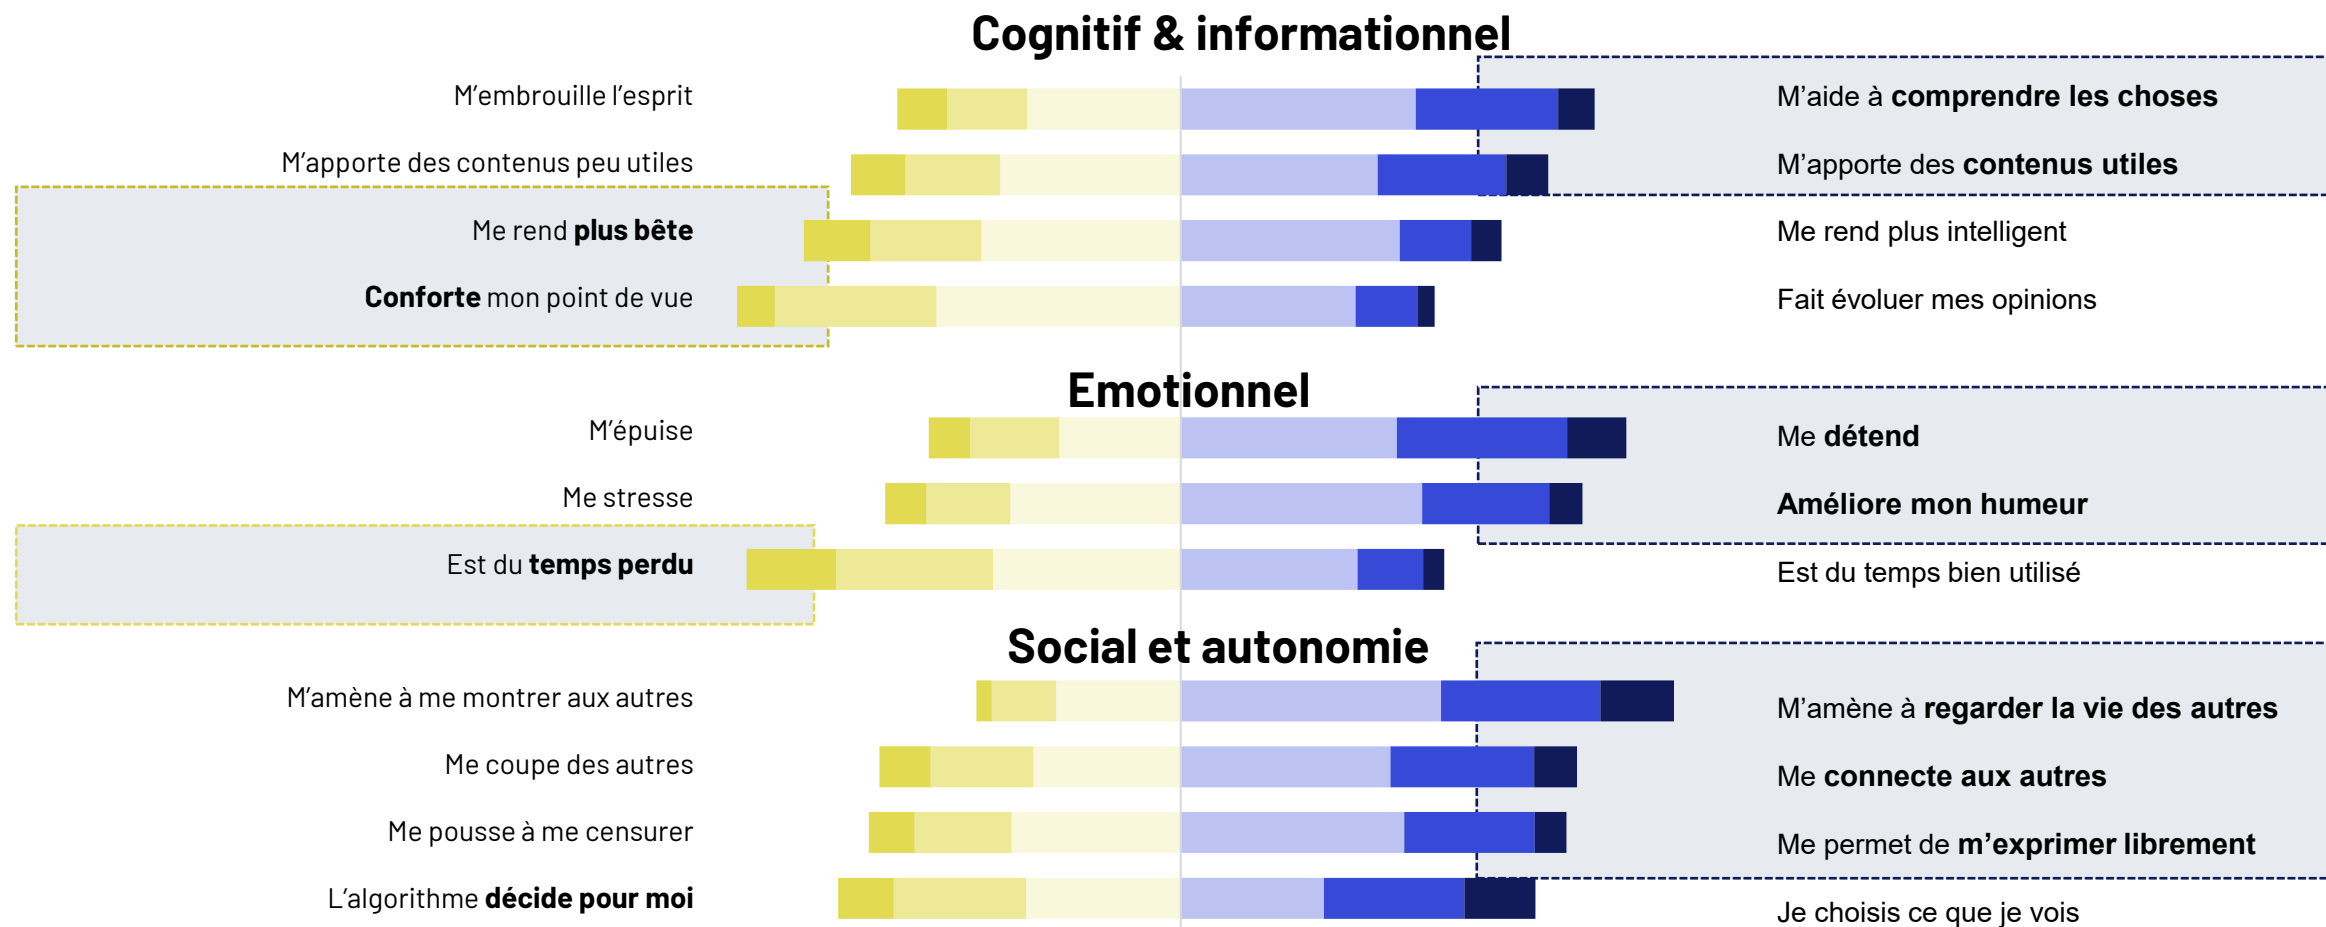 Cognitif & informationnel
M'embrouille l'esprit
M'aide à comprendre les choses
M'apporte des contenus peu utiles
M'apporte des contenus utiles
Me rend plus bête
Me rend plus intelligent
Conforte mon point de vue
Fait évoluer mes opinions
Emotionnel
M'épuise
Me détend
Me stresse
Améliore mon humeur
Est du temps perdu
Est du temps bien utilisé
Social et autonomie
M'amène à me montrer aux autres
M'amène à regarder la vie des autres
Me coupe des autres
Me connecte aux autres
Me pousse à me censurer
Me permet de m'exprimer librement
L'algorithme décide pour moi
Je choisis ce que je vois